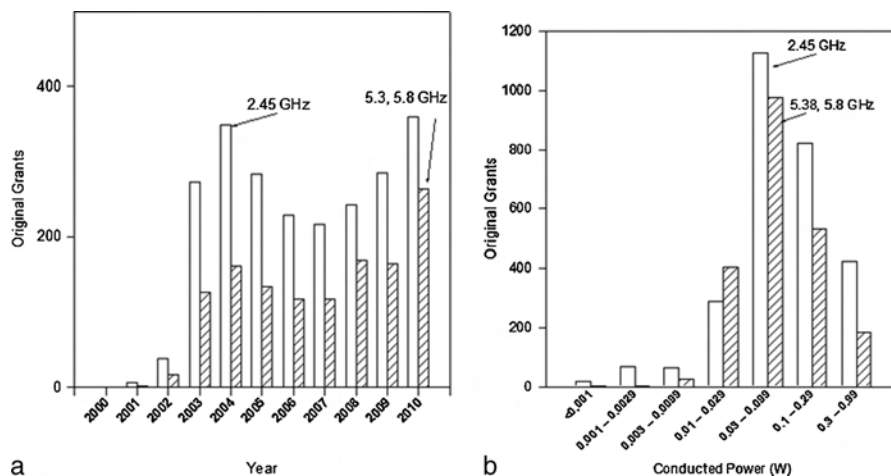 400
200
0
Original Grants
2.45 GHz
5.3, 5.8 GHz
2000
2001
2002
2003
2004
2005
2006
2007
2008
2009
2010
a
Year
1200
1000
800
600
400
200
0
Original Grants
2.45 GHz
5.38, 5.8 GHz
<0.001
0.001 – 0.0029
0.003 – 0.0099
0.01 – 0.029
0.03 – 0.099
0.1 – 0.29
0.3 – 0.99
b
Conducted Power (W)